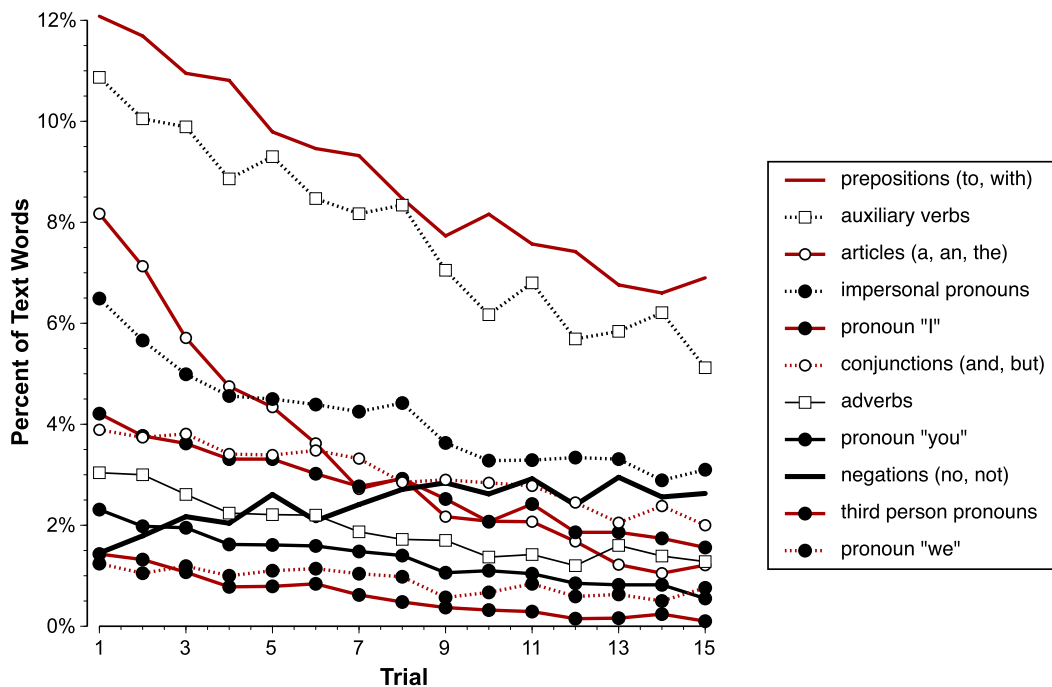 12%
10%
8%
6%
4%
2%
0%
Percent of Text Words
1 3 5 7 9 11 13 15
Trial
prepositions (to, with)
auxiliary verbs
articles (a, an, the)
impersonal pronouns
pronoun "I"
conjunctions (and, but)
adverbs
pronoun "you"
negations (no, not)
third person pronouns
pronoun "we"